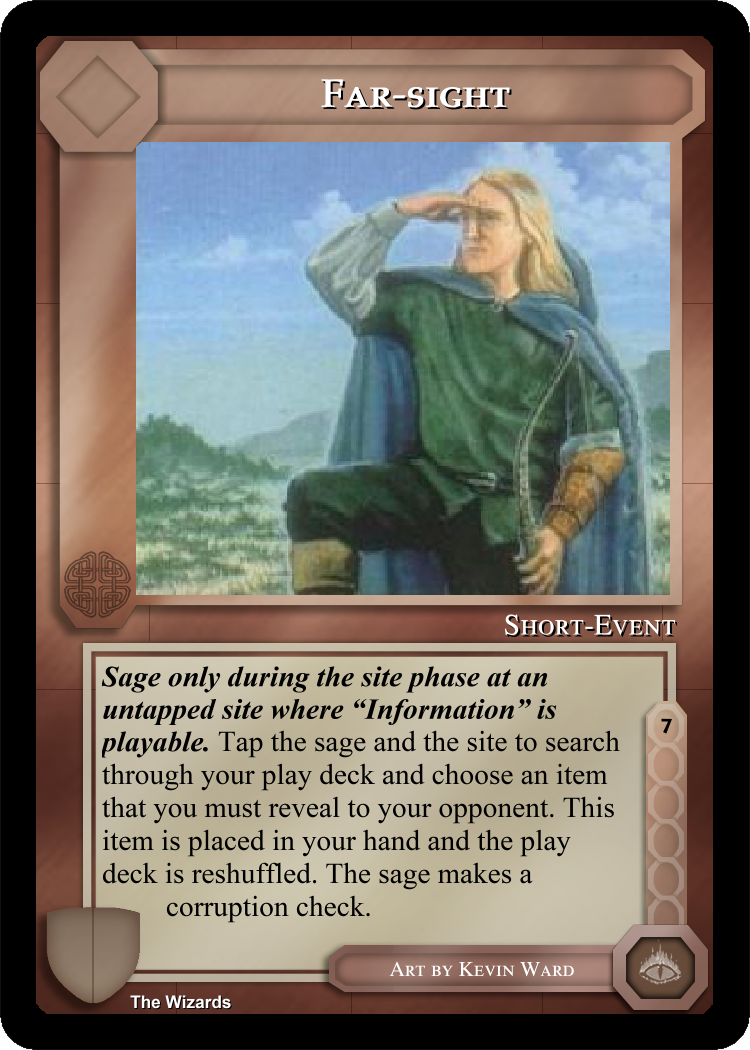 Far-sight
Short-Event
Sage only during the site phase at an
untapped site where “Information” is
playable. Tap the sage and the site to search
through your play deck and choose an item
that you must reveal to your opponent. This
item is placed in your hand and the play
deck is reshuffled. The sage makes a
corruption check.
7
Art by Kevin Ward
The Wizards